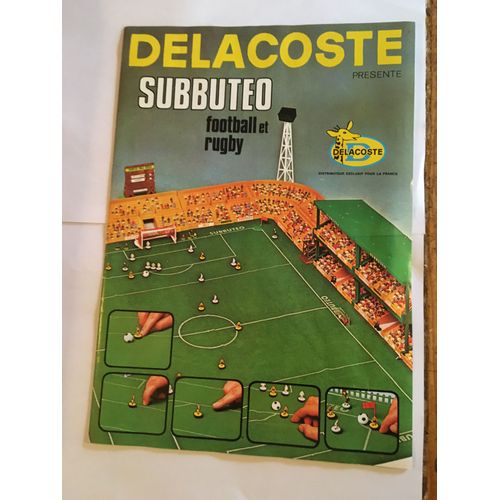 DELACOSTE
PRESENTE
SUBBUTEO
football et
rugby
DELACOSTE
DISTRIBUTEUR EXCLUSIF POUR LA FRANCE
SUBBUTEO